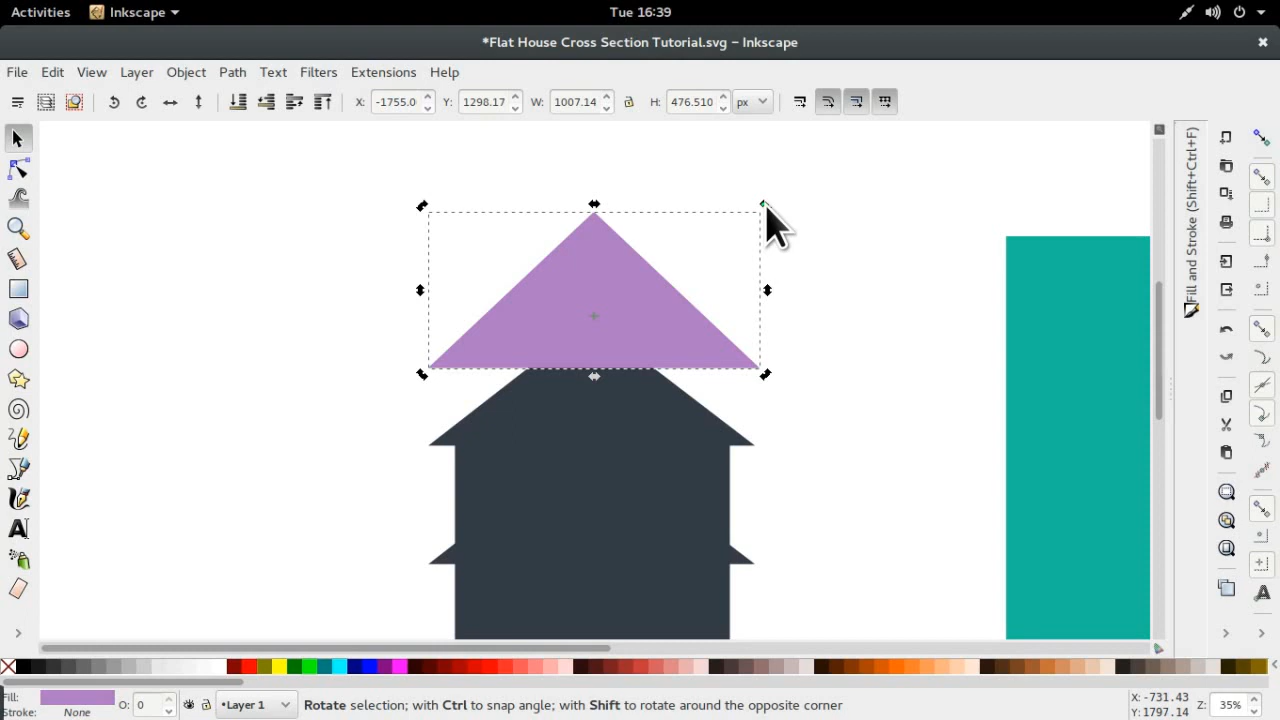 Activities Inkscape Tue 16:39
*Flat House Cross Section Tutorial.svg – Inkscape
File Edit View Layer Object Path Text Filters Extensions Help
X: -1755.0 Y: 1298.17 W: 1007.14 H: 476.510 px
Fill and Stroke (Shift+Ctrl+F)
Fill: O: 0 •Layer 1 Rotate selection; with Ctrl to snap angle; with Shift to rotate around the opposite corner X: -731.43 Z: 35%
Stroke: None Y: 1797.14